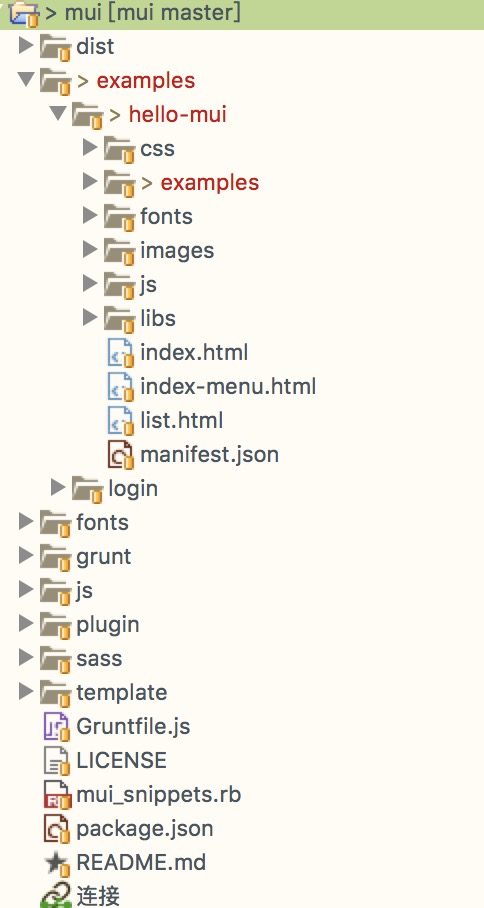 > mui [mui master]
dist
> examples
> hello-mui
css
> examples
fonts
images
js
libs
index.html
index-menu.html
list.html
manifest.json
login
fonts
grunt
js
plugin
sass
template
Gruntfile.js
LICENSE
mui_snippets.rb
package.json
README.md
连接